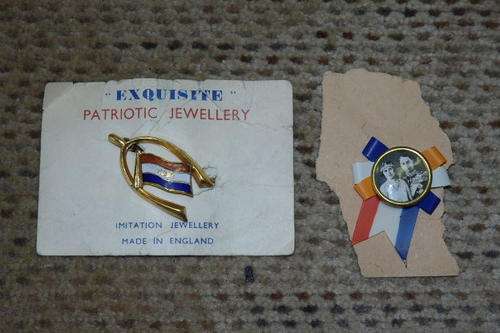 "EXQUISITE"
PATRIOTIC JEWELLERY
IMITATION JEWELLERY
MADE IN ENGLAND